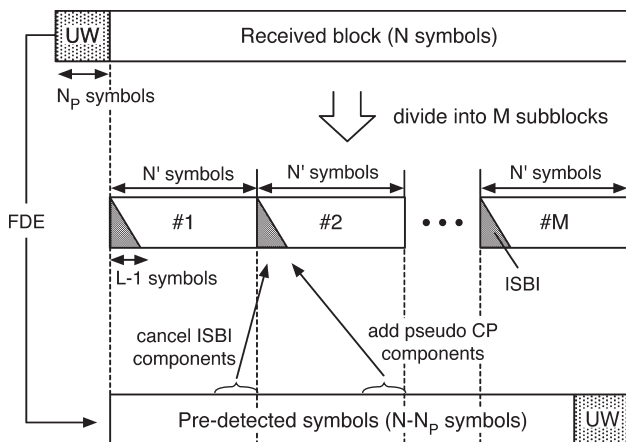 UW
Received block (N symbols)
N_P symbols
divide into M subblocks
N' symbols
N' symbols
N' symbols
FDE
#1
#2
#M
L-1 symbols
ISBI
cancel ISBI
components
add pseudo CP
components
Pre-detected symbols (N-N_P symbols)
UW